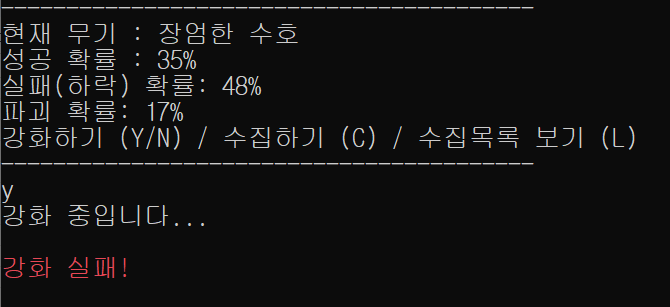 -----------------------------------------
현재 무기 : 장엄한 수호
성공 확률 : 35%
실패(하락) 확률: 48%
파괴 확률: 17%
강화하기 (Y/N) / 수집하기 (C) / 수집목록 보기 (L)
-----------------------------------------
y
강화 중입니다...
강화 실패!